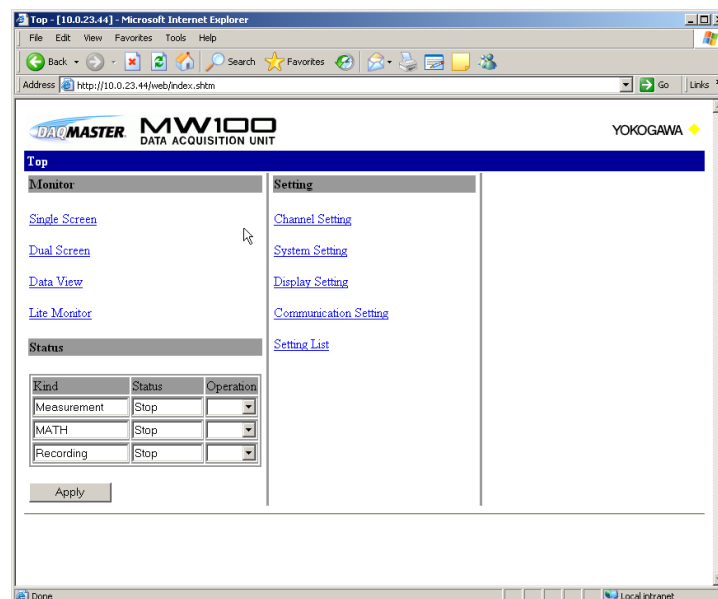 Top - [10.0.23.44] - Microsoft Internet Explorer
File Edit View Favorites Tools Help
Back Search Favorites
Address http://10.0.23.44/web/index.shtm Go Links
DAQMASTER MW100
DATA ACQUISITION UNIT
YOKOGAWA
Top
Monitor
Single Screen
Dual Screen
Data View
Lite Monitor
Status
Kind Status Operation
Measurement Stop
MATH Stop
Recording Stop
Apply
Setting
Channel Setting
System Setting
Display Setting
Communication Setting
Setting List
Done Local intranet